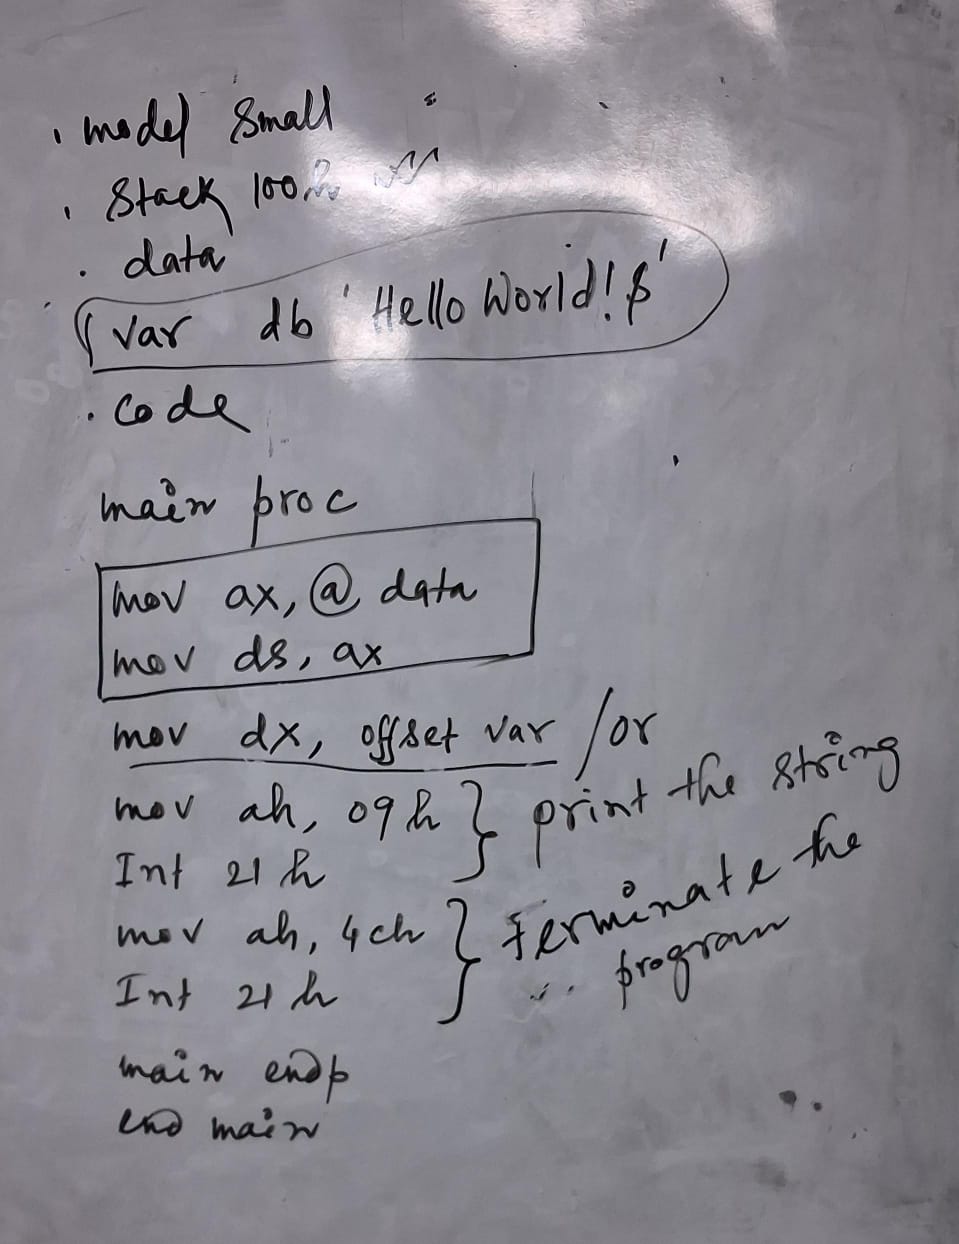 .model small
.stack 100h
.data
var db 'Hello World!$'
.code
main proc
mov ax, @data
mov ds, ax
mov dx, offset var /or
mov ah, 09h } print the string
Int 21h
mov ah, 4ch } terminate the
Int 21h program
main endp
end main